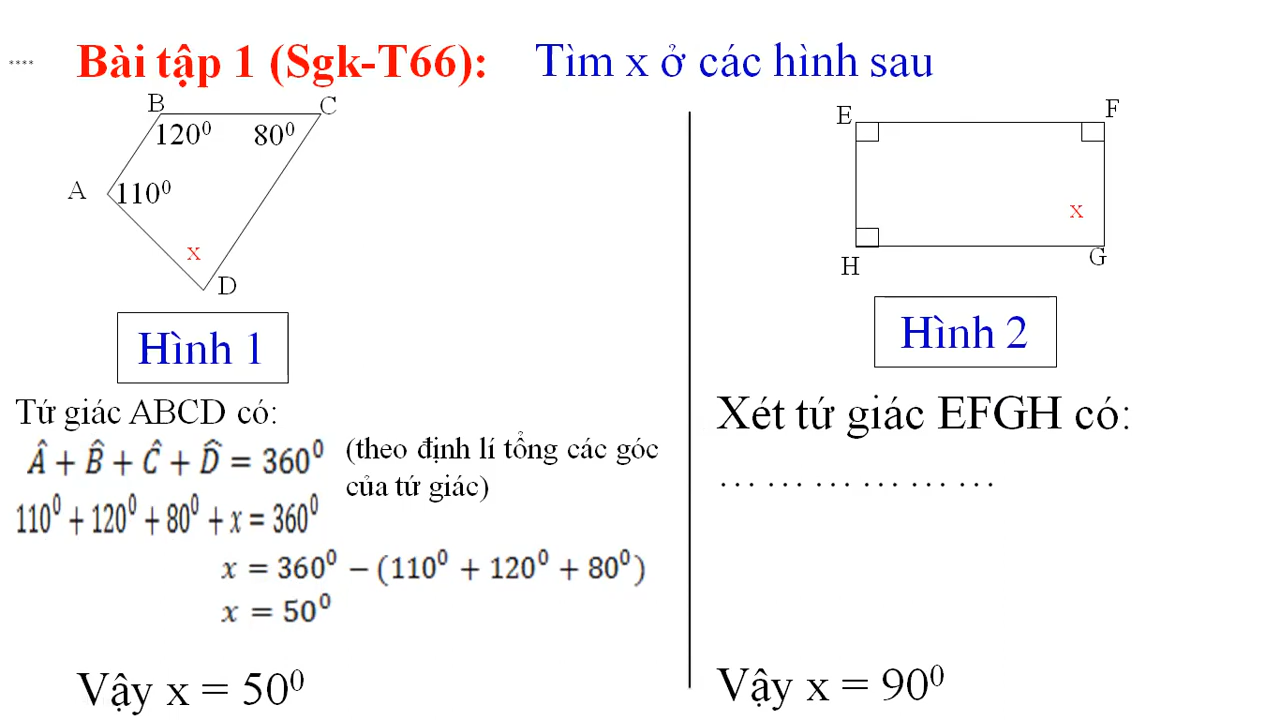 ****
Bài tập 1 (Sgk-T66): Tìm x ở các hình sau
B
C
120⁰
80⁰
A
110⁰
x
D
Hình 1
Tứ giác ABCD có:
Â + B̂ + Ĉ + D̂ = 360⁰ (theo định lí tổng các góc
của tứ giác)
110⁰ + 120⁰ + 80⁰ + x = 360⁰
x = 360⁰ − (110⁰ + 120⁰ + 80⁰)
x = 50⁰
Vậy x = 50⁰
E
F
x
H
G
Hình 2
Xét tứ giác EFGH có:
………………
Vậy x = 90⁰